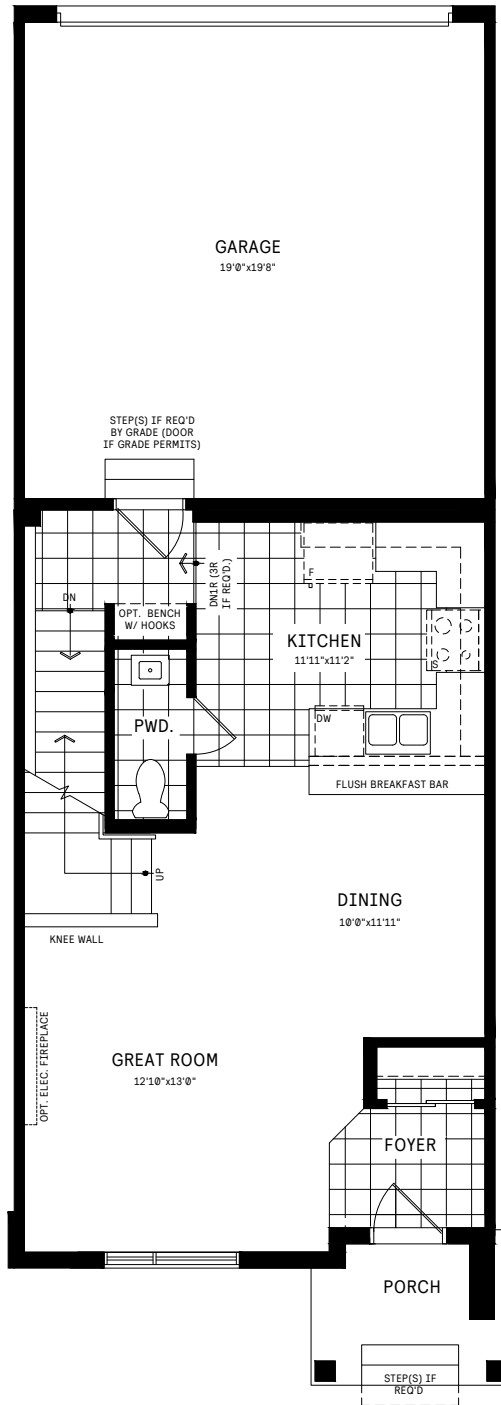 GARAGE
19'0"x19'8"
STEP(S) IF REQ'D
BY GRADE (DOOR
IF GRADE PERMITS)
DN
OPT. BENCH
W/ HOOKS
DN1R (3R
IF REQ'D.)
F
KITCHEN
11'11"x11'2"
S
PWD.
DW
FLUSH BREAKFAST BAR
UP
DINING
10'0"x11'11"
KNEE WALL
OPT. ELEC. FIREPLACE
GREAT ROOM
12'10"x13'0"
FOYER
PORCH
STEP(S) IF
REQ'D